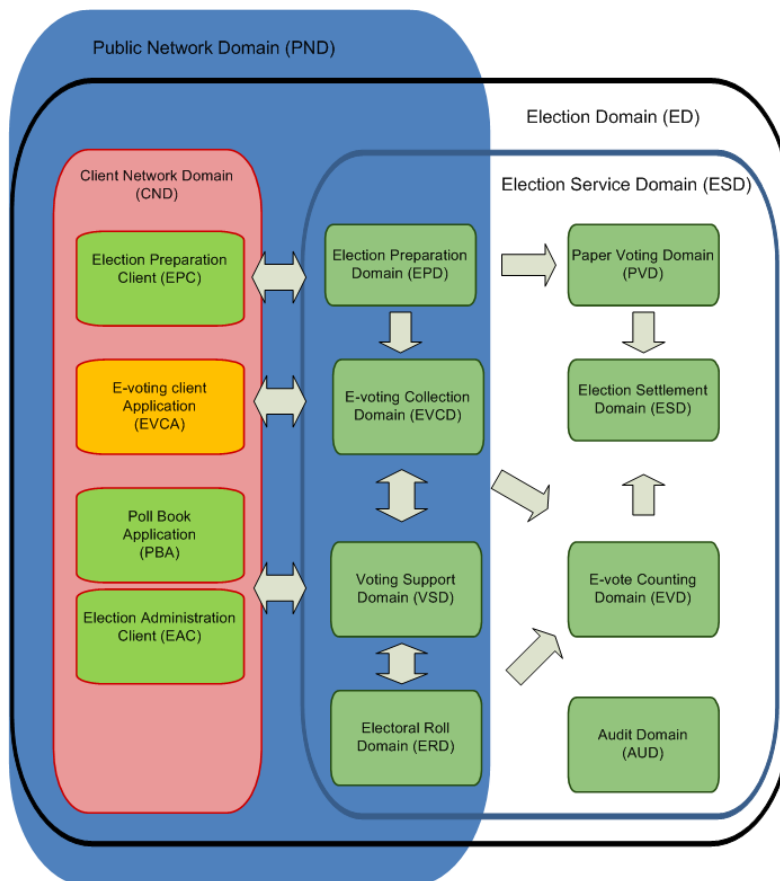 Public Network Domain (PND)
Election Domain (ED)
Client Network Domain
(CND)
Election Service Domain (ESD)
Election Preparation
Client (EPC)
Election Preparation
Domain (EPD)
Paper Voting Domain
(PVD)
E-voting client
Application
(EVCA)
E-voting Collection
Domain (EVCD)
Election Settlement
Domain (ESD)
Poll Book
Application
(PBA)
Voting Support
Domain (VSD)
E-vote Counting
Domain (EVD)
Election Administration
Client (EAC)
Electoral Roll
Domain (ERD)
Audit Domain
(AUD)